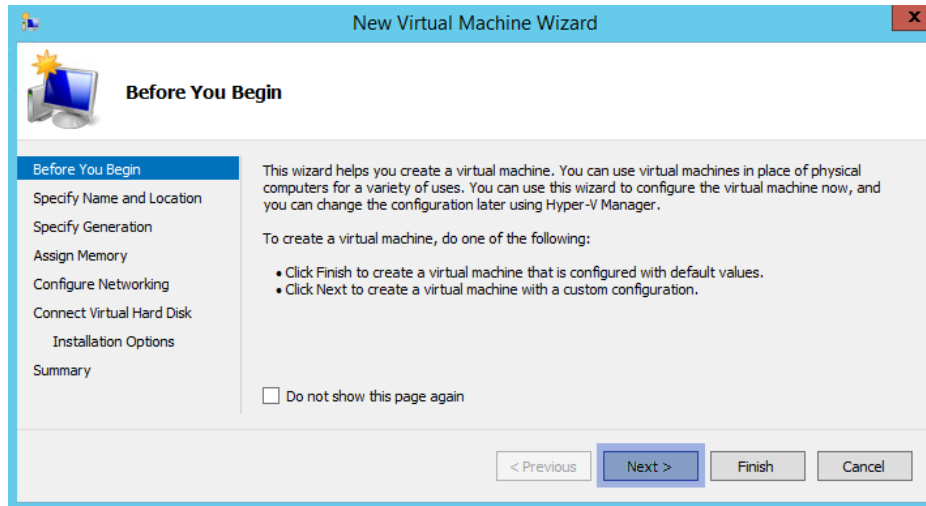 New Virtual Machine Wizard
X
Before You Begin
Before You Begin
Specify Name and Location
Specify Generation
Assign Memory
Configure Networking
Connect Virtual Hard Disk
Installation Options
Summary
This wizard helps you create a virtual machine. You can use virtual machines in place of physical
computers for a variety of uses. You can use this wizard to configure the virtual machine now, and
you can change the configuration later using Hyper-V Manager.
To create a virtual machine, do one of the following:
• Click Finish to create a virtual machine that is configured with default values.
• Click Next to create a virtual machine with a custom configuration.
Do not show this page again
< Previous
Next >
Finish
Cancel